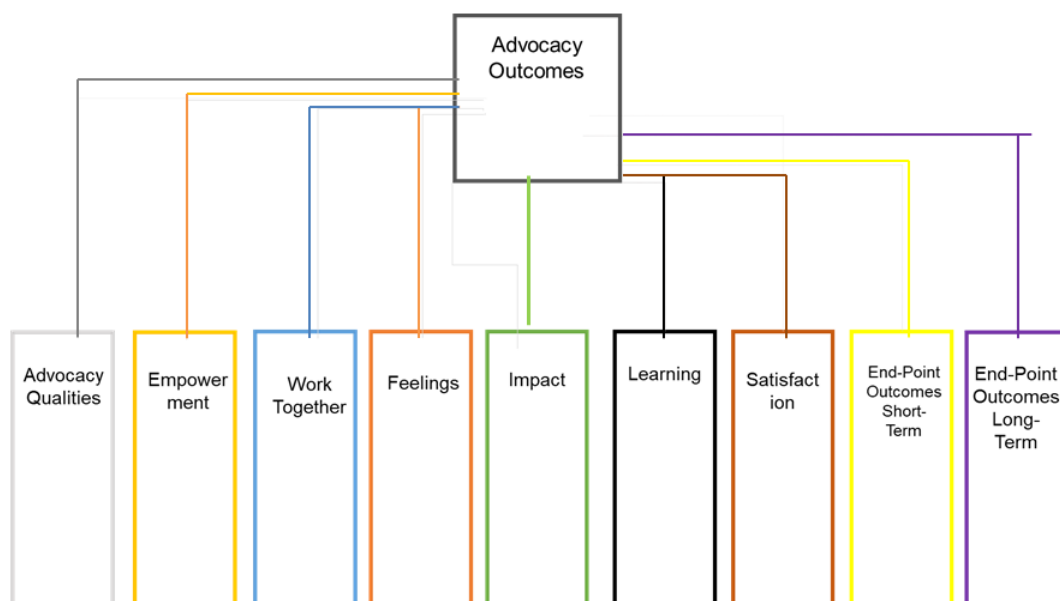 Advocacy
Outcomes
Advocacy
Qualities
Empower
ment
Work
Together
Feelings
Impact
Learning
Satisfact
ion
End-Point
Outcomes
Short-
Term
End-Point
Outcomes
Long-
Term